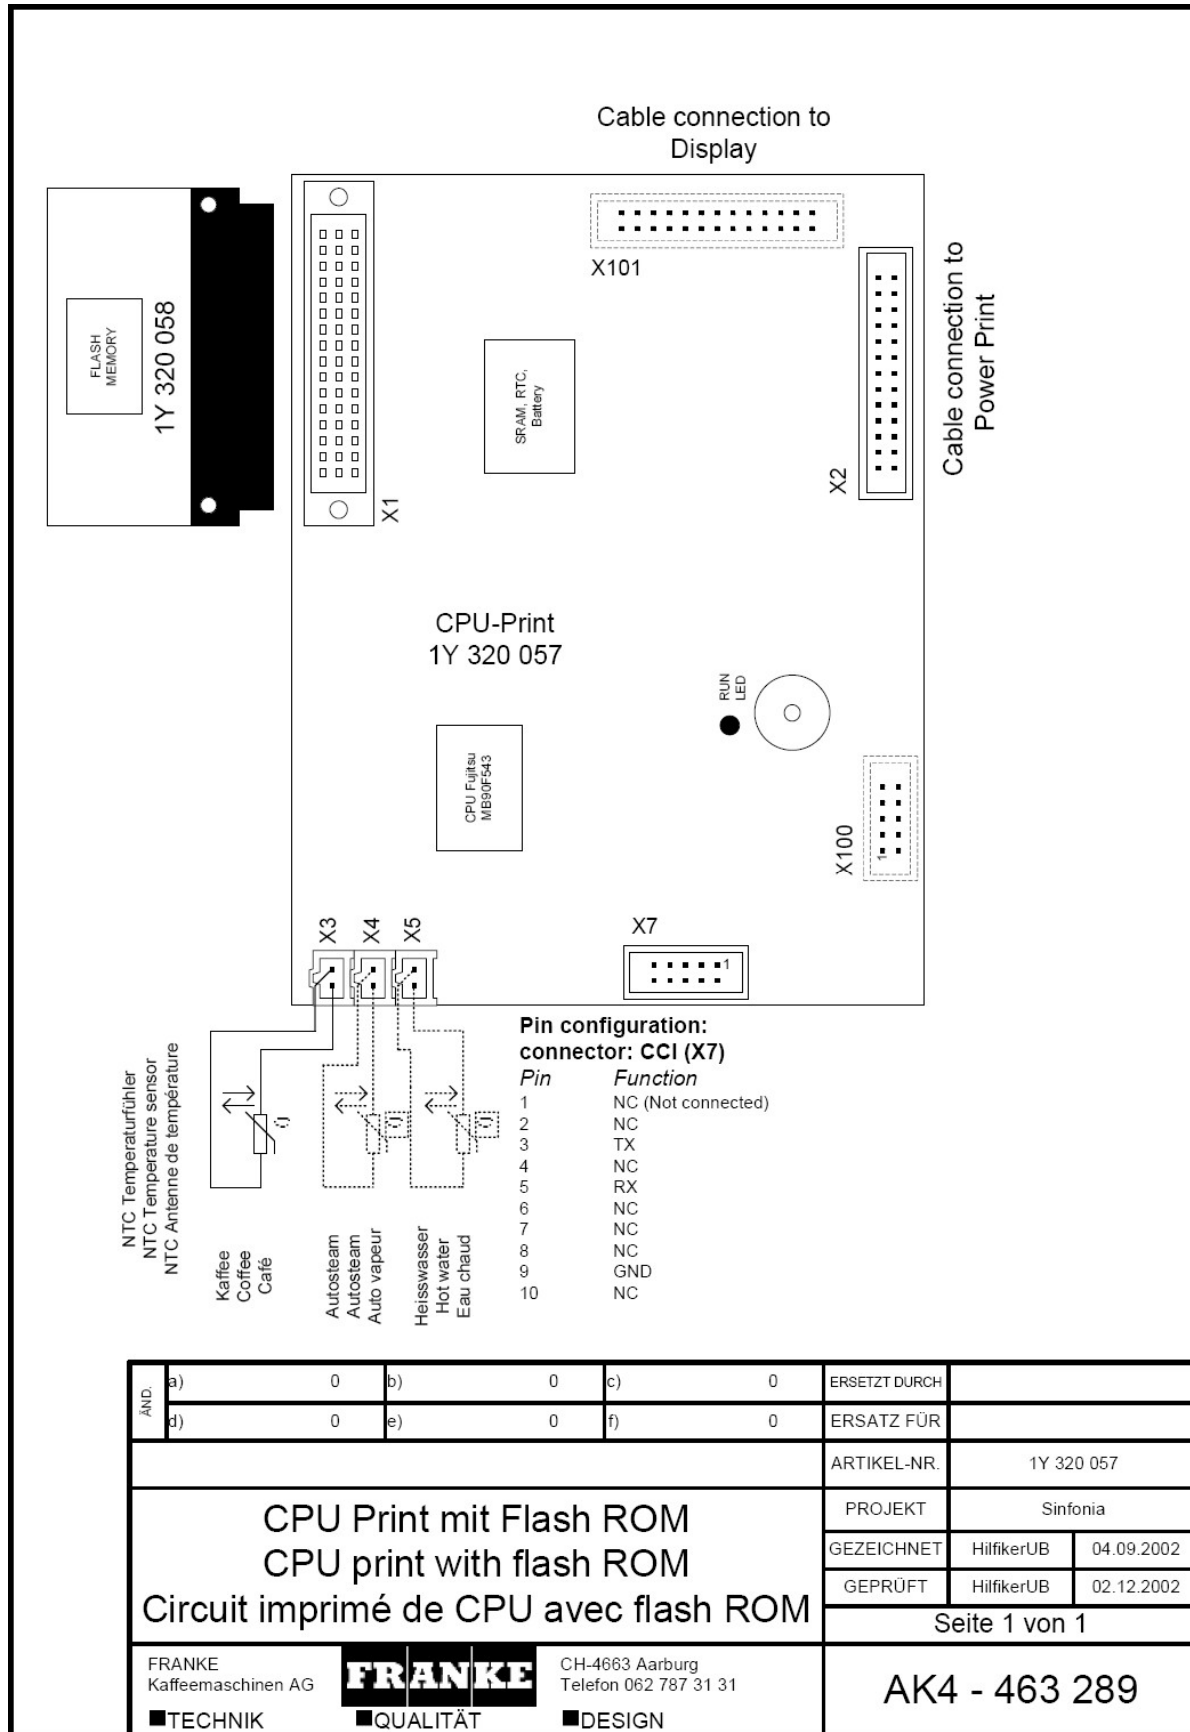 Cable connection to
Display
X101
FLASH
MEMORY
1Y 320 058
X1
SRAM, RTC,
Battery
X2
Cable connection to
Power Print
CPU-Print
1Y 320 057
RUN
LED
CPU Fujitsu
MB90F543
X100
1
X3
X4
X5
X7
1
NTC Temperaturfühler
NTC Temperature sensor
NTC Antenne de température
Kaffee
Coffee
Café
Autosteam
Autosteam
Auto vapeur
Heisswasser
Hot water
Eau chaud
Pin configuration:
connector: CCI (X7)
Pin Function
1 NC (Not connected)
2 NC
3 TX
4 NC
5 RX
6 NC
7 NC
8 NC
9 GND
10 NC
ÄND.
a) 0 b) 0 c) 0
d) 0 e) 0 f) 0
ERSETZT DURCH
ERSATZ FÜR
ARTIKEL-NR. 1Y 320 057
PROJEKT Sinfonia
GEZEICHNET HilfikerUB 04.09.2002
GEPRÜFT HilfikerUB 02.12.2002
Seite 1 von 1
CPU Print mit Flash ROM
CPU print with flash ROM
Circuit imprimé de CPU avec flash ROM
FRANKE
Kaffeemaschinen AG
FRANKE
CH-4663 Aarburg
Telefon 062 787 31 31
TECHNIK QUALITÄT DESIGN
AK4 - 463 289